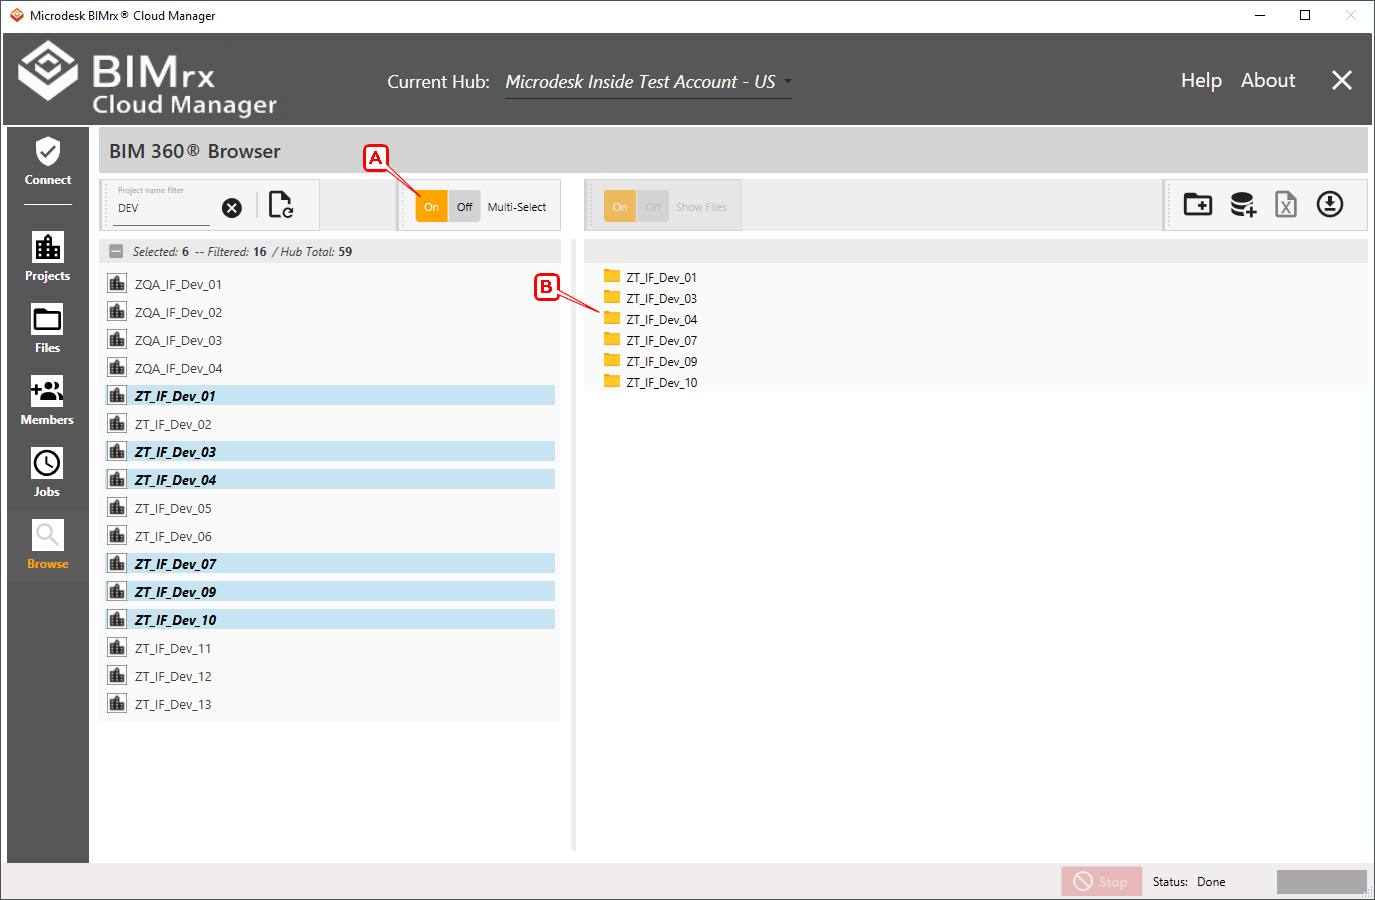 Microdesk BIMrx® Cloud Manager
BIMrx
Cloud Manager
Current Hub: Microdesk Inside Test Account - US
Help About
Connect
Projects
Files
Members
Jobs
Browse
BIM 360® Browser
A
Project name filter
DEV
On Off Multi-Select
On Off Show Files
Selected: 6 -- Filtered: 16 / Hub Total: 59
ZQA_IF_Dev_01
ZQA_IF_Dev_02
ZQA_IF_Dev_03
ZQA_IF_Dev_04
ZT_IF_Dev_01
ZT_IF_Dev_02
ZT_IF_Dev_03
ZT_IF_Dev_04
ZT_IF_Dev_05
ZT_IF_Dev_06
ZT_IF_Dev_07
ZT_IF_Dev_09
ZT_IF_Dev_10
ZT_IF_Dev_11
ZT_IF_Dev_12
ZT_IF_Dev_13
B
ZT_IF_Dev_01
ZT_IF_Dev_03
ZT_IF_Dev_04
ZT_IF_Dev_07
ZT_IF_Dev_09
ZT_IF_Dev_10
Stop
Status: Done